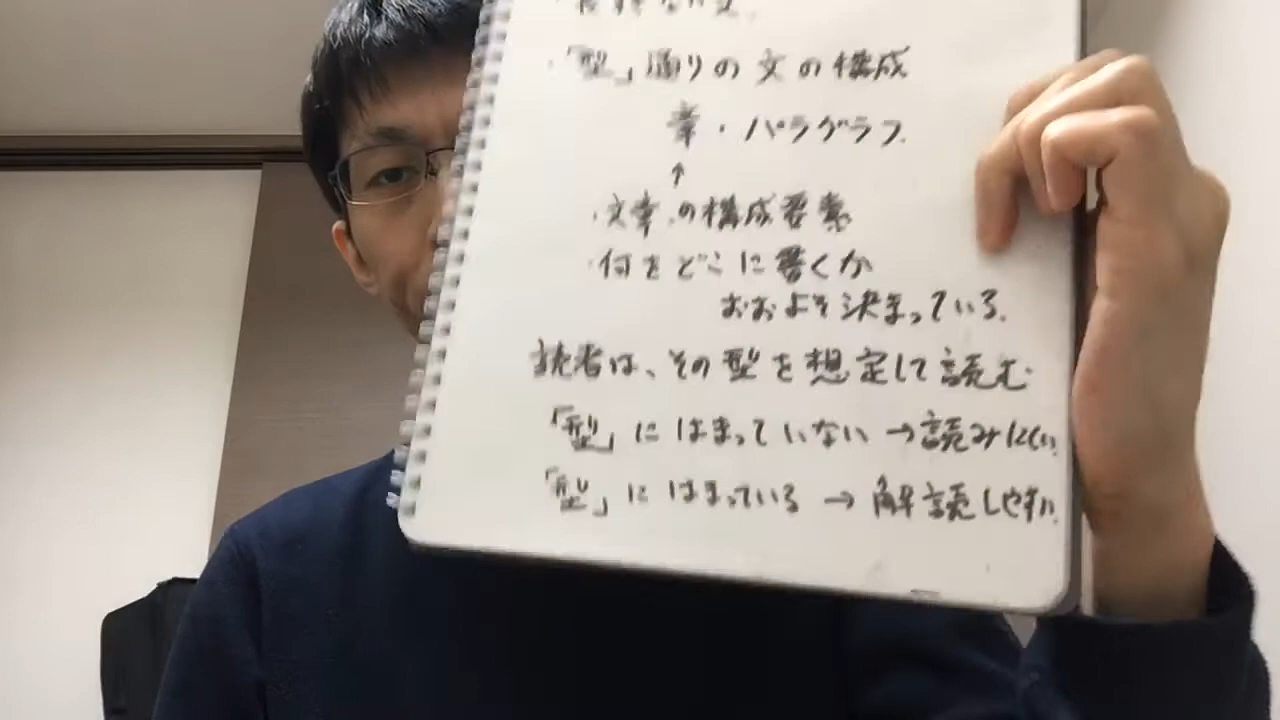 ・「型」通りの文の構成
章・パラグラフ
↑
・文章の構成要素
・何をどこに書くか
おおよそ決まっている.
読者は、その型を想定して読む
「型」にはまっていない→読みにくい
「型」にはまっている → 解読しやすい